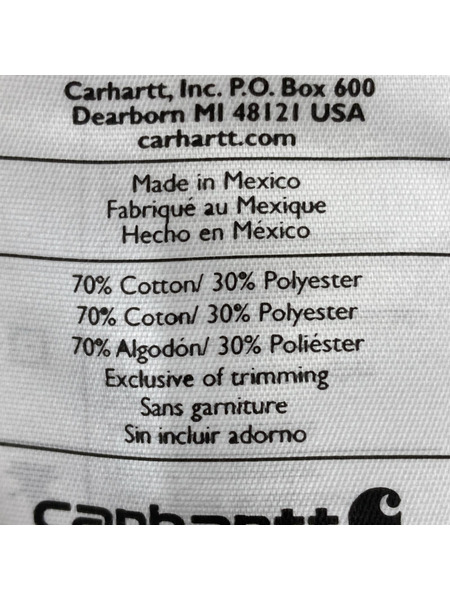 Carhartt, Inc. P.O. Box 600
Dearborn MI 48121 USA
carhartt.com
Made in Mexico
Fabriqué au Mexique
Hecho en México
70% Cotton/ 30% Polyester
70% Coton/ 30% Polyester
70% Algodón/ 30% Poliéster
Exclusive of trimming
Sans garniture
Sin incluir adorno
carhartt